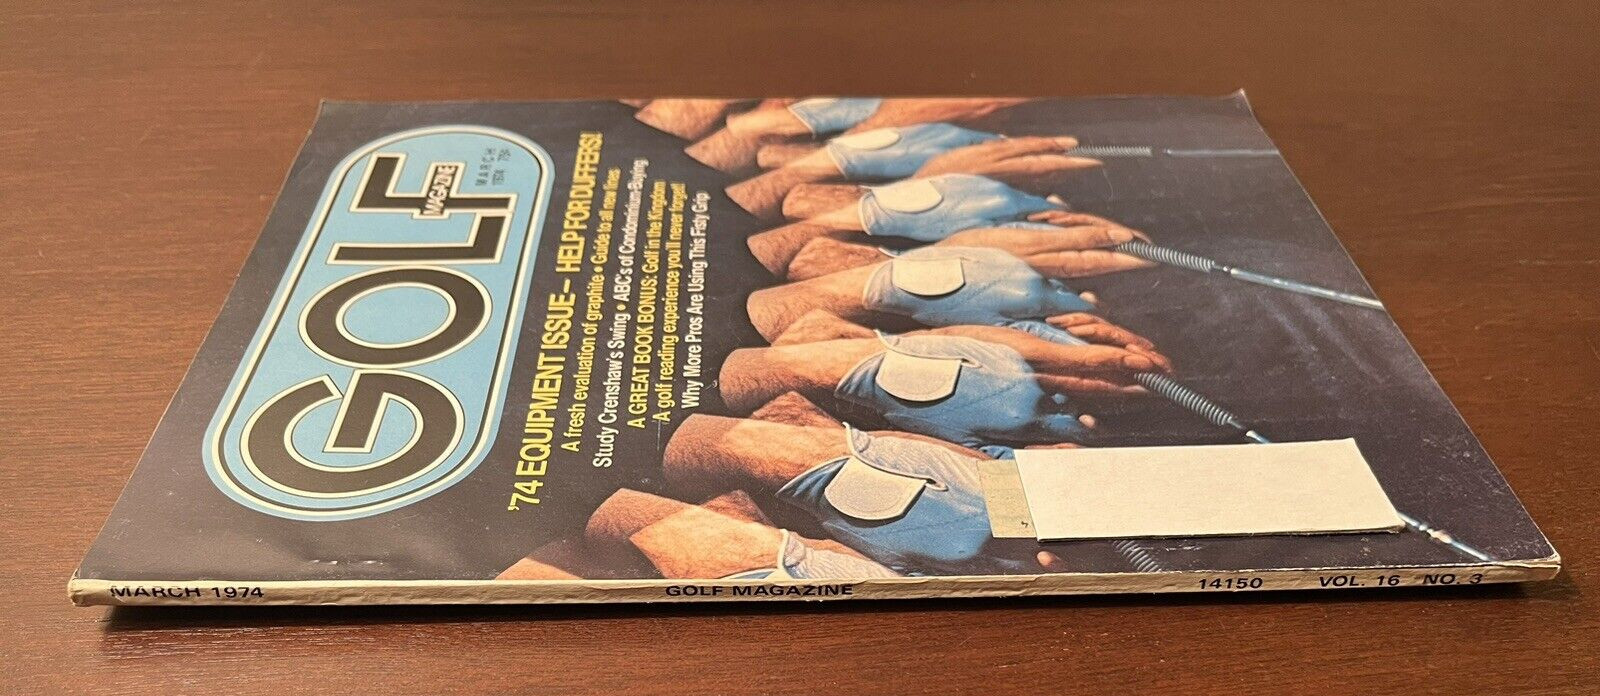 GOLF
MAGAZINE
MARCH
1974 75¢
'74 EQUIPMENT ISSUE – HELP FOR DUFFERS!
A fresh evaluation of graphite • Guide to all new lines
Study Crenshaw's Swing • ABC's of Condominium-Buying
A GREAT BOOK BONUS: Golf in the Kingdom
A golf reading experience you'll never forget!
Why More Pros Are Using This Fisty Grip
MARCH 1974 GOLF MAGAZINE 14150 VOL. 16 NO. 3